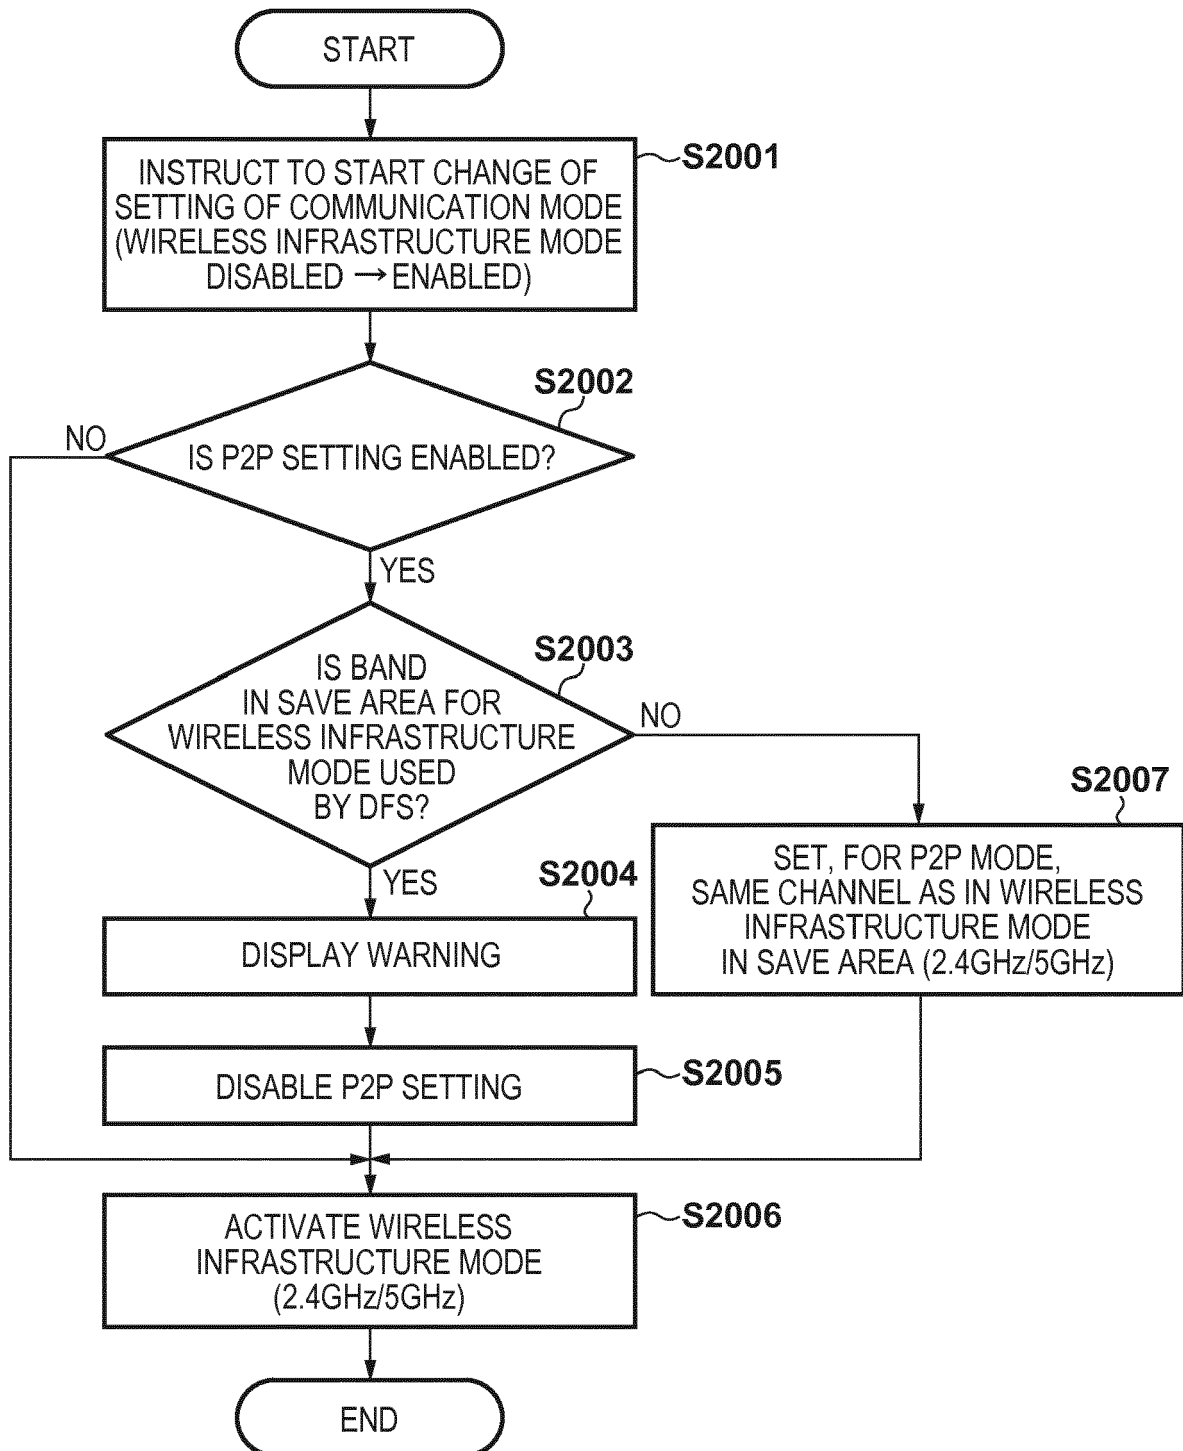 START
S2001
INSTRUCT TO START CHANGE OF
SETTING OF COMMUNICATION MODE
(WIRELESS INFRASTRUCTURE MODE
DISABLED → ENABLED)
S2002
NO
IS P2P SETTING ENABLED?
YES
S2003
IS BAND
IN SAVE AREA FOR
WIRELESS INFRASTRUCTURE
MODE USED
BY DFS?
NO
S2007
SET, FOR P2P MODE,
SAME CHANNEL AS IN WIRELESS
INFRASTRUCTURE MODE
IN SAVE AREA (2.4GHz/5GHz)
YES
S2004
DISPLAY WARNING
DISABLE P2P SETTING
S2005
S2006
ACTIVATE WIRELESS
INFRASTRUCTURE MODE
(2.4GHz/5GHz)
END